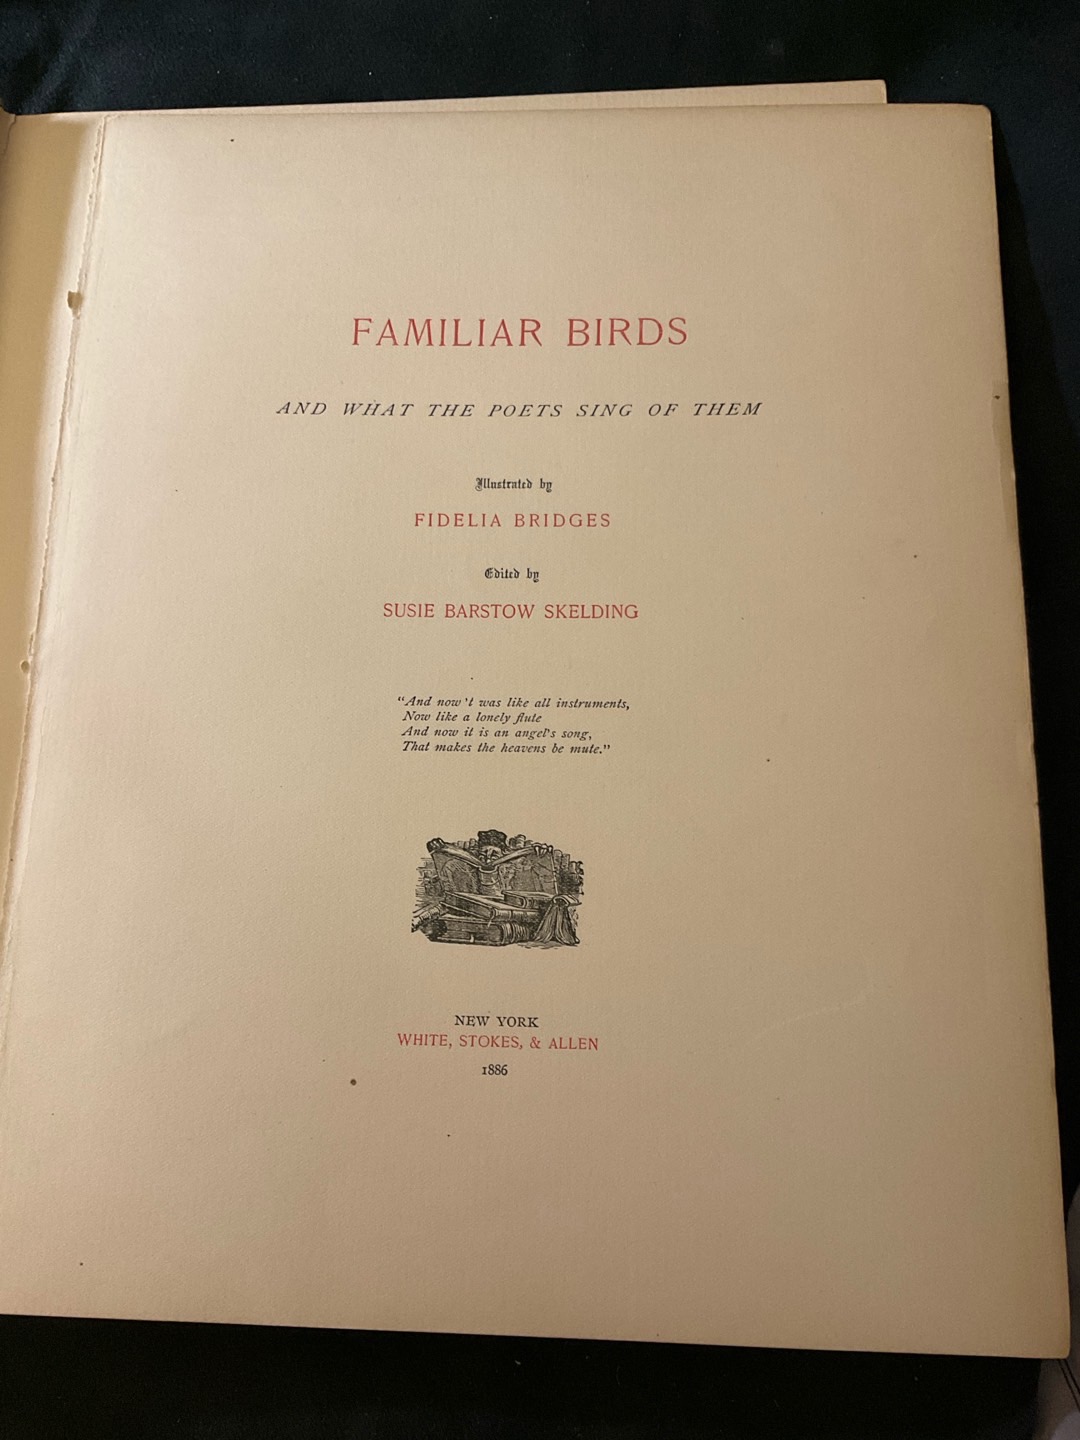 FAMILIAR BIRDS
AND WHAT THE POETS SING OF THEM
Illustrated by
FIDELIA BRIDGES
Edited by
SUSIE BARSTOW SKELDING
"And now 't was like all instruments,
Now like a lonely flute
And now it is an angel's song,
That makes the heavens be mute."
NEW YORK
WHITE, STOKES, & ALLEN
1886